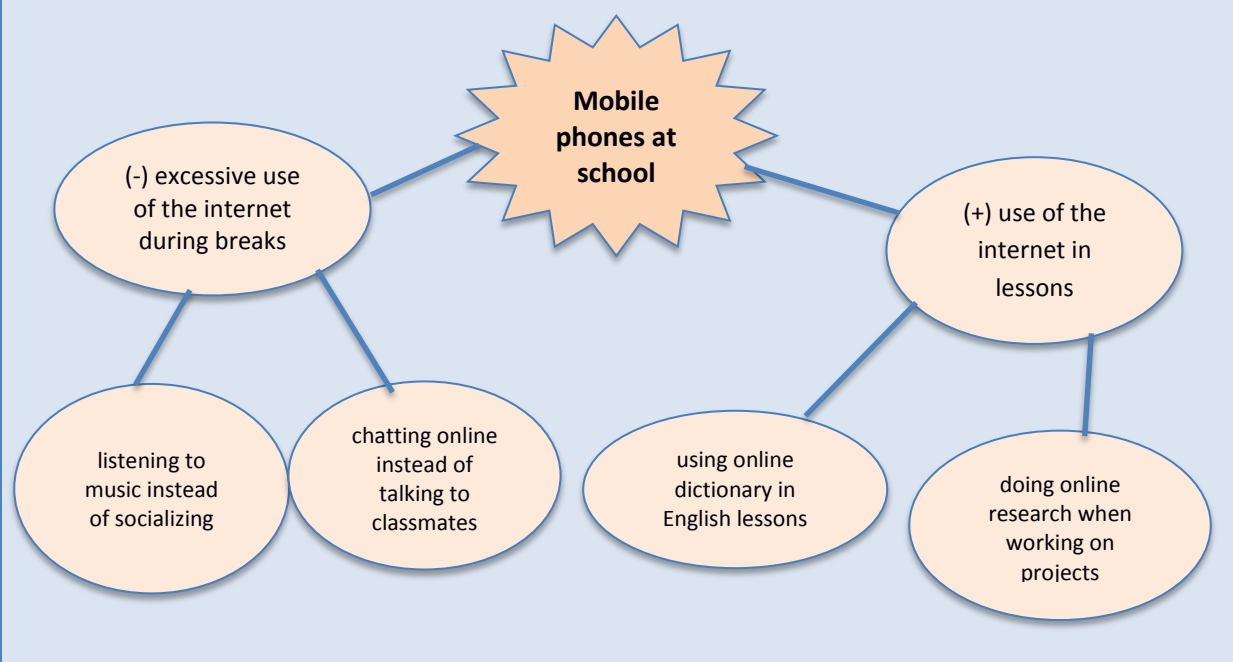 Mobile
phones at
school
(-) excessive use
of the internet
during breaks
(+) use of the
internet in
lessons
listening to
music instead
of socializing
chatting online
instead of
talking to
classmates
using online
dictionary in
English lessons
doing online
research when
working on
projects